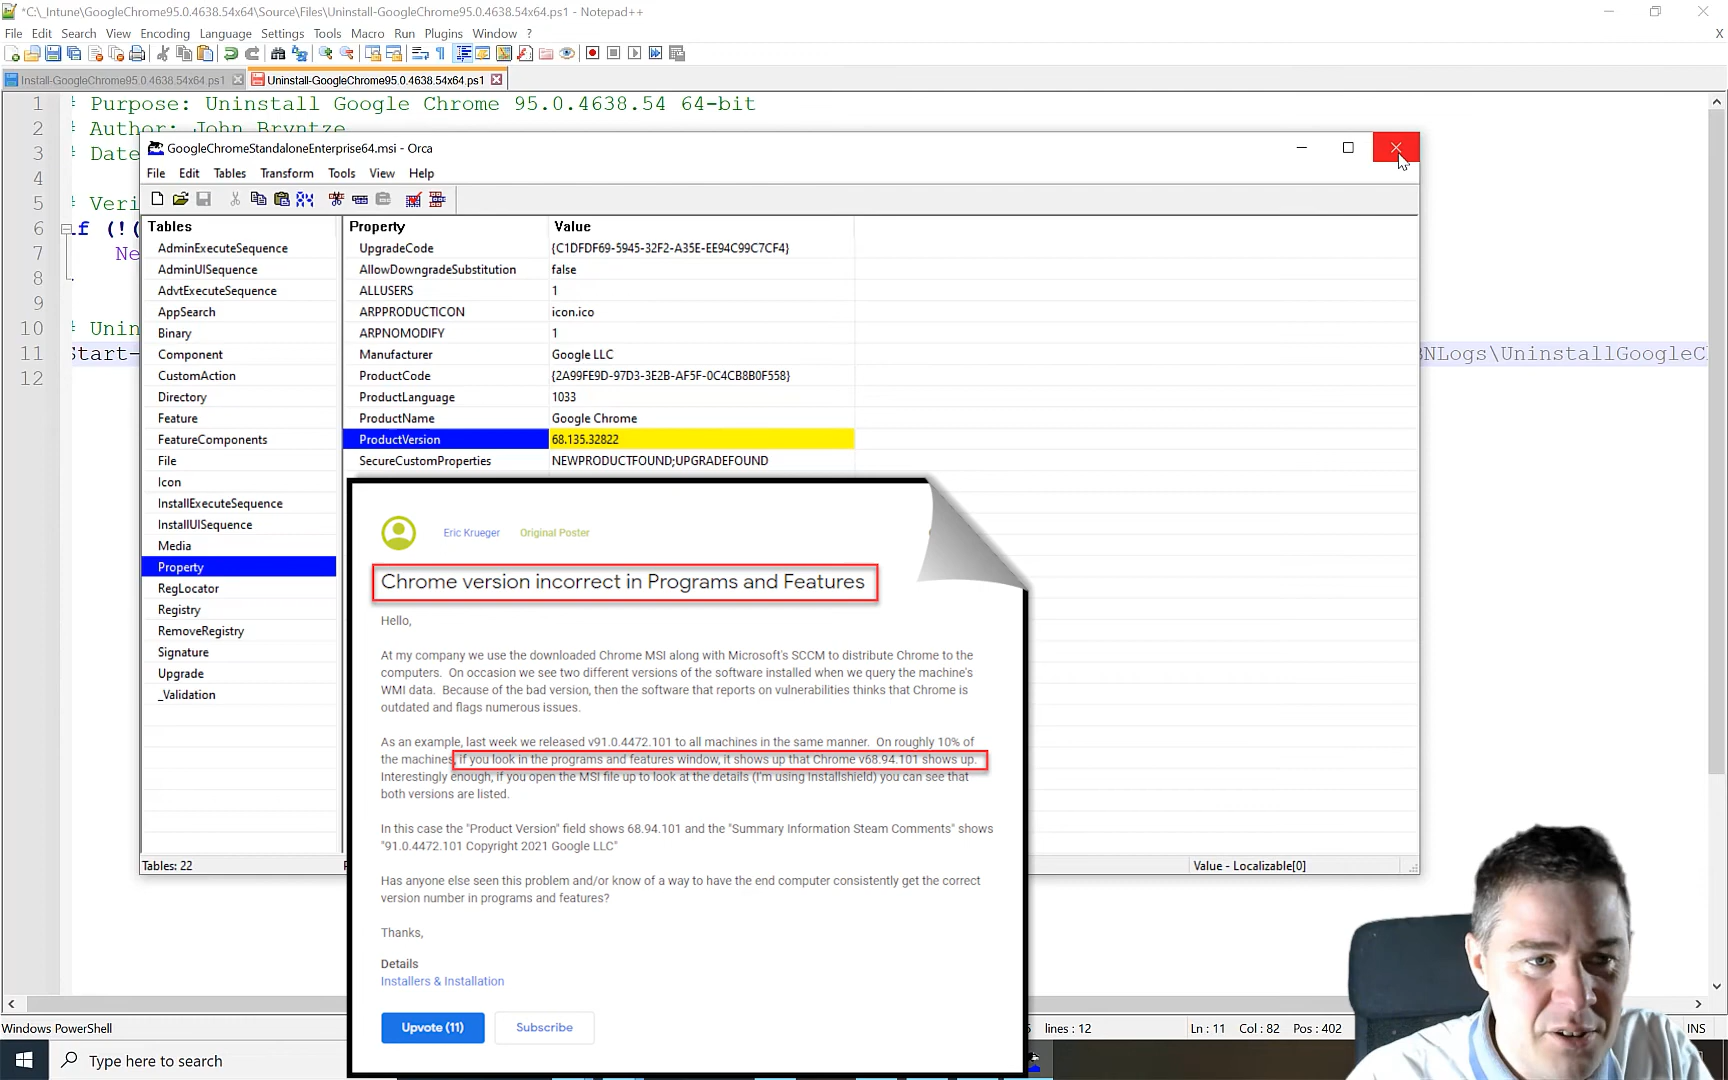 *C:\_Intune\GoogleChrome95.0.4638.54x64\Source\Files\Uninstall-GoogleChrome95.0.4638.54x64.ps1 - Notepad++
File Edit Search View Encoding Language Settings Tools Macro Run Plugins Window ? X
Install-GoogleChrome95.0.4638.54x64.ps1 Uninstall-GoogleChrome95.0.4638.54x64.ps1
1 # Purpose: Uninstall Google Chrome 95.0.4638.54 64-bit
2 # Author: John Bryntze
3 # Date
4
5 # Veri
6 if (!(
7 Ne
8
9
10 # Unin
11 Start- BNLogs\UninstallGoogleC
12
GoogleChromeStandaloneEnterprise64.msi - Orca
File Edit Tables Transform Tools View Help
Tables Property Value
AdminExecuteSequence UpgradeCode {C1DFDF69-5945-32F2-A35E-EE94C99C7CF4}
AdminUISequence AllowDowngradeSubstitution false
AdvtExecuteSequence ALLUSERS 1
AppSearch ARPPRODUCTICON icon.ico
Binary ARPNOMODIFY 1
Component Manufacturer Google LLC
CustomAction ProductCode {2A99FE9D-97D3-3E2B-AF5F-0C4CB8B0F558}
Directory ProductLanguage 1033
Feature ProductName Google Chrome
FeatureComponents ProductVersion 68.135.32822
File SecureCustomProperties NEWPRODUCTFOUND;UPGRADEFOUND
Icon
InstallExecuteSequence
InstallUISequence
Media
Property
RegLocator
Registry
RemoveRegistry
Signature
Upgrade
_Validation
Tables: 22 Value - Localizable[0]
Eric Krueger Original Poster
Chrome version incorrect in Programs and Features
Hello,
At my company we use the downloaded Chrome MSI along with Microsoft's SCCM to distribute Chrome to the
computers. On occasion we see two different versions of the software installed when we query the machine's
WMI data. Because of the bad version, then the software that reports on vulnerabilities thinks that Chrome is
outdated and flags numerous issues.
As an example, last week we released v91.0.4472.101 to all machines in the same manner. On roughly 10% of
the machines, if you look in the programs and features window, it shows up that Chrome v68.94.101 shows up.
Interestingly enough, if you open the MSI file up to look at the details (I'm using Installshield) you can see that
both versions are listed.
In this case the "Product Version" field shows 68.94.101 and the "Summary Information Steam Comments" shows
"91.0.4472.101 Copyright 2021 Google LLC"
Has anyone else seen this problem and/or know of a way to have the end computer consistently get the correct
version number in programs and features?
Thanks,
Details
Installers & Installation
Upvote (11) Subscribe
Windows PowerShell lines : 12 Ln : 11 Col : 82 Pos : 402 INS
Type here to search